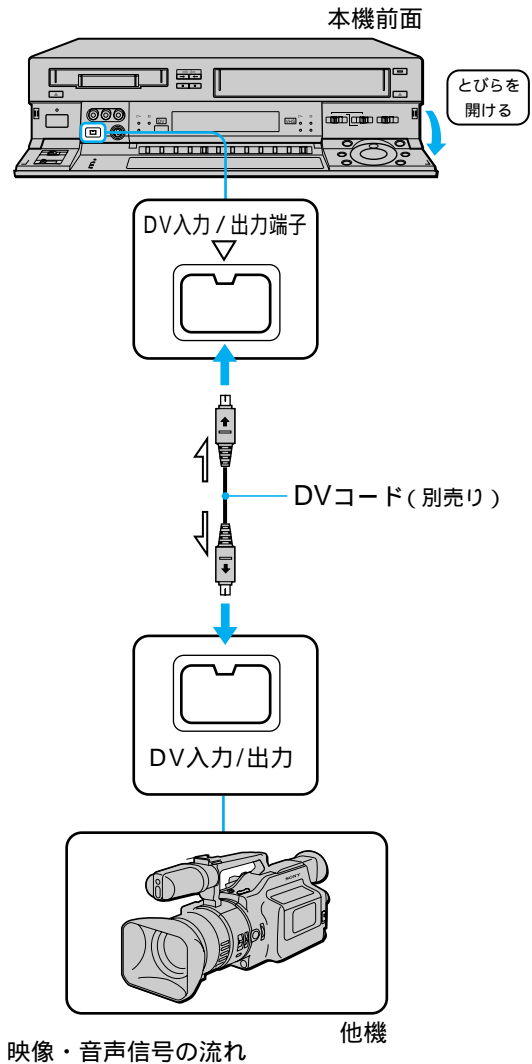 本機前面
とびらを
開ける
DV入力/出力端子
DVコード(別売り)
DV入力/出力
SONY
他機
映像・音声信号の流れ